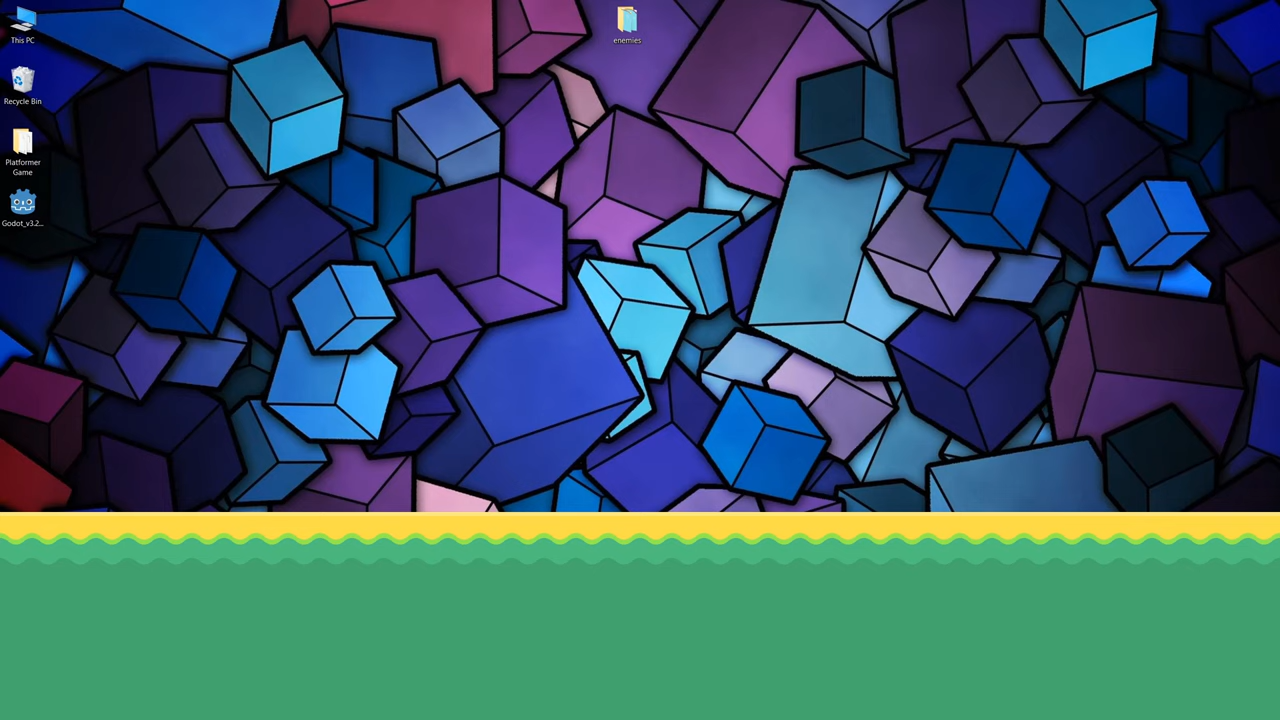 This PC
enemies
Recycle Bin
Platformer
Game
Godot_v3.2...